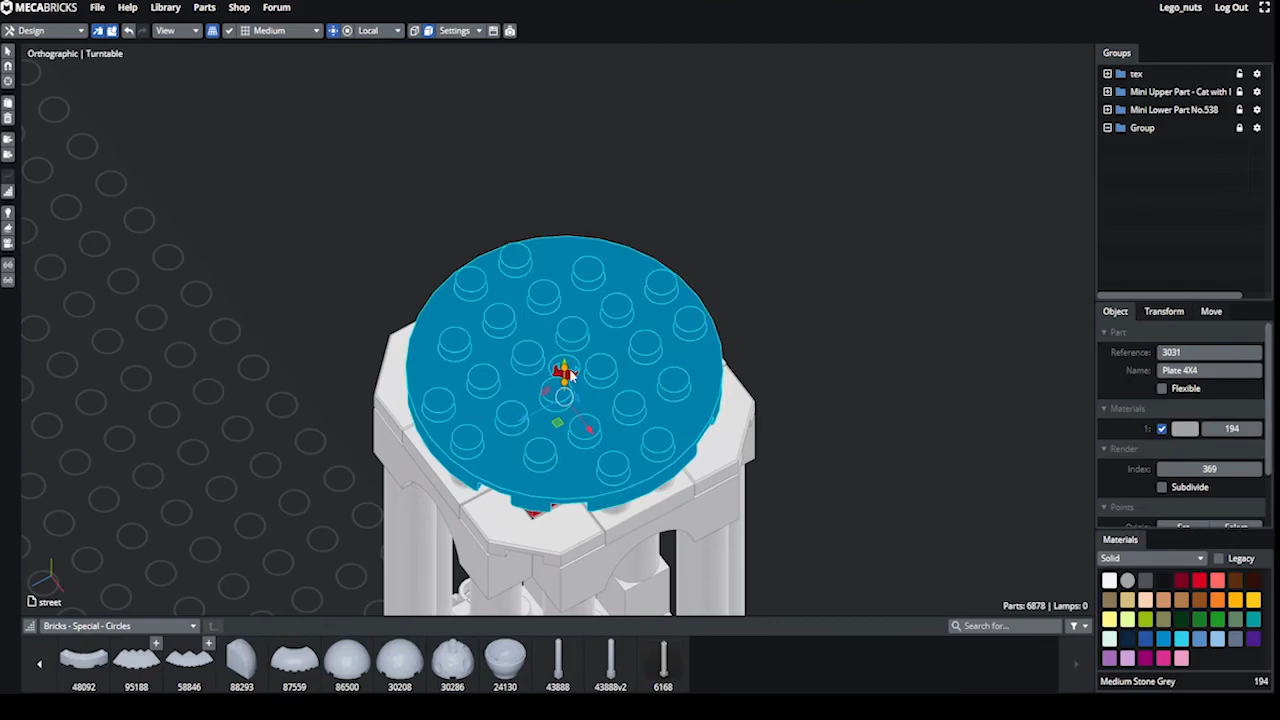 MECABRICKS File Help Library Parts Shop Forum Lego_nuts Log Out
Design View Medium Local Settings
Orthographic | Turntable
Groups
tex
Mini Upper Part - Cat with
Mini Lower Part No.538
Group
Object Transform Move
Part
Reference: 3031
Name: Plate 4X4
Flexible
Materials
1: 194
Render
Index: 369
Subdivide
Points
Materials
Solid Legacy
street
Parts: 6878 | Lamps: 0
Bricks - Special - Circles
Search for...
48092 95188 58846 88293 87559 86500 30208 30286 24130 43888 43888v2 6168
Medium Stone Grey 194